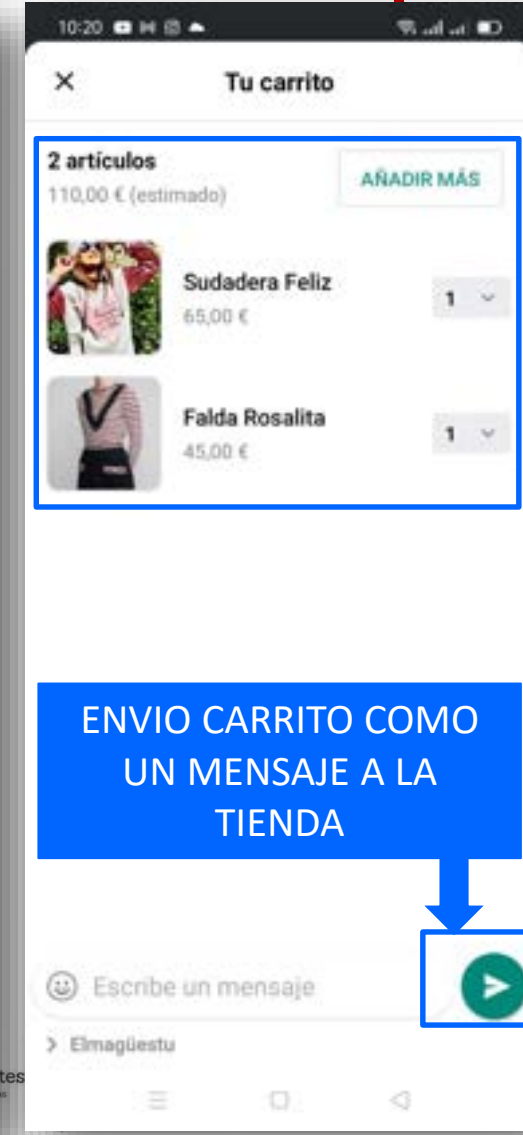 10:20
Tu carrito
2 artículos
110,00 € (estimado)
AÑADIR MÁS
Sudadera Feliz
65,00 €
1
Falda Rosalita
45,00 €
1
ENVIO CARRITO COMO
UN MENSAJE A LA
TIENDA
Escribe un mensaje
Elmagüestu
tes